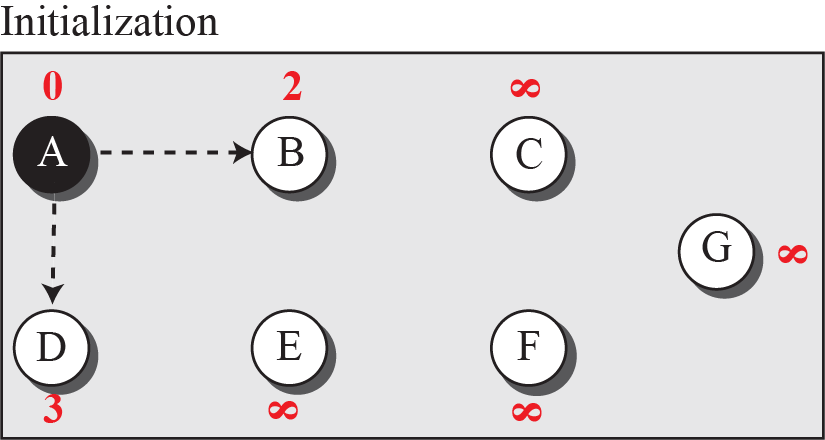 Initialization
0 2 ∞
A B C
G ∞
D E F
3 ∞ ∞